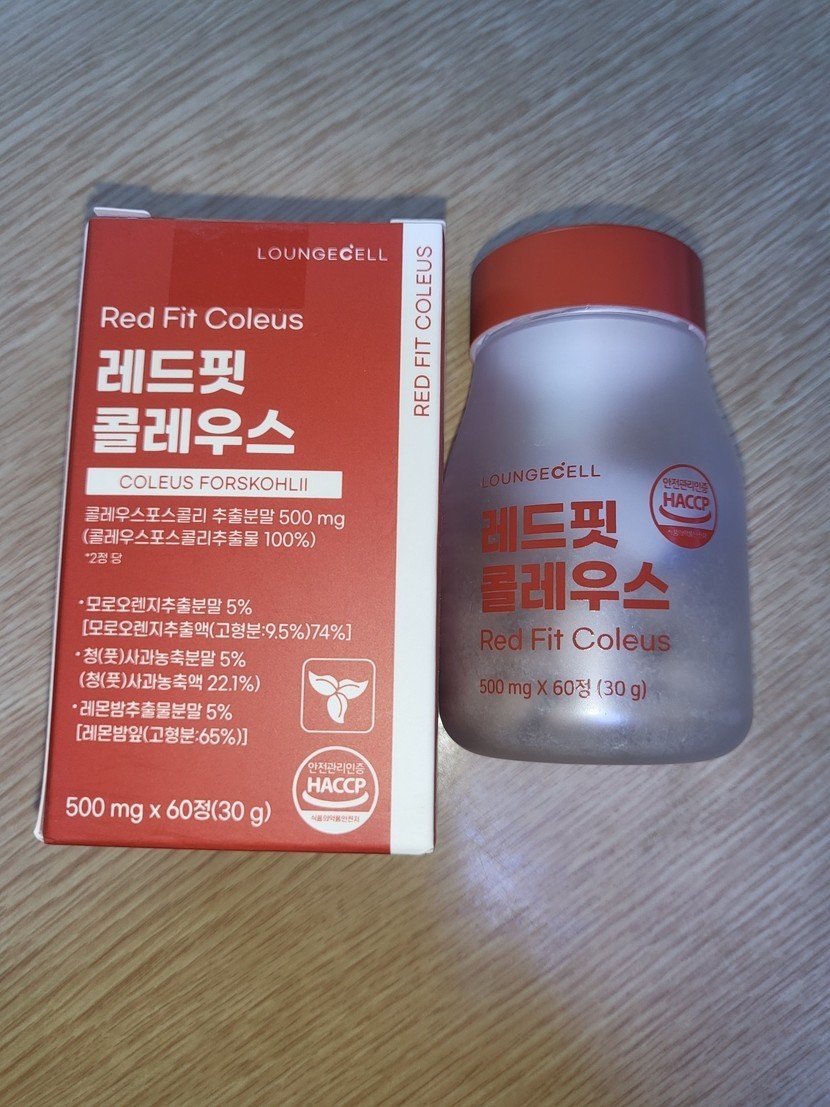 LOUNGECELL
Red Fit Coleus
레드핏
콜레우스
COLEUS FORSKOHLII
콜레우스포스콜리 추출분말 500 mg
(콜레우스포스콜리추출물 100%)
*2정 당
•모로오렌지추출분말 5%
[모로오렌지추출액(고형분:9.5%)74%]
•청(풋)사과농축분말 5%
(청(풋)사과농축액 22.1%)
•레몬밤추출물분말 5%
[레몬밤잎(고형분:65%)]
안전관리인증
HACCP
식품의약품안전처
500 mg x 60정(30 g)
RED FIT COLEUS
LOUNGECELL
안전관리인증
HACCP
레드핏
콜레우스
Red Fit Coleus
500 mg X 60정 (30 g)